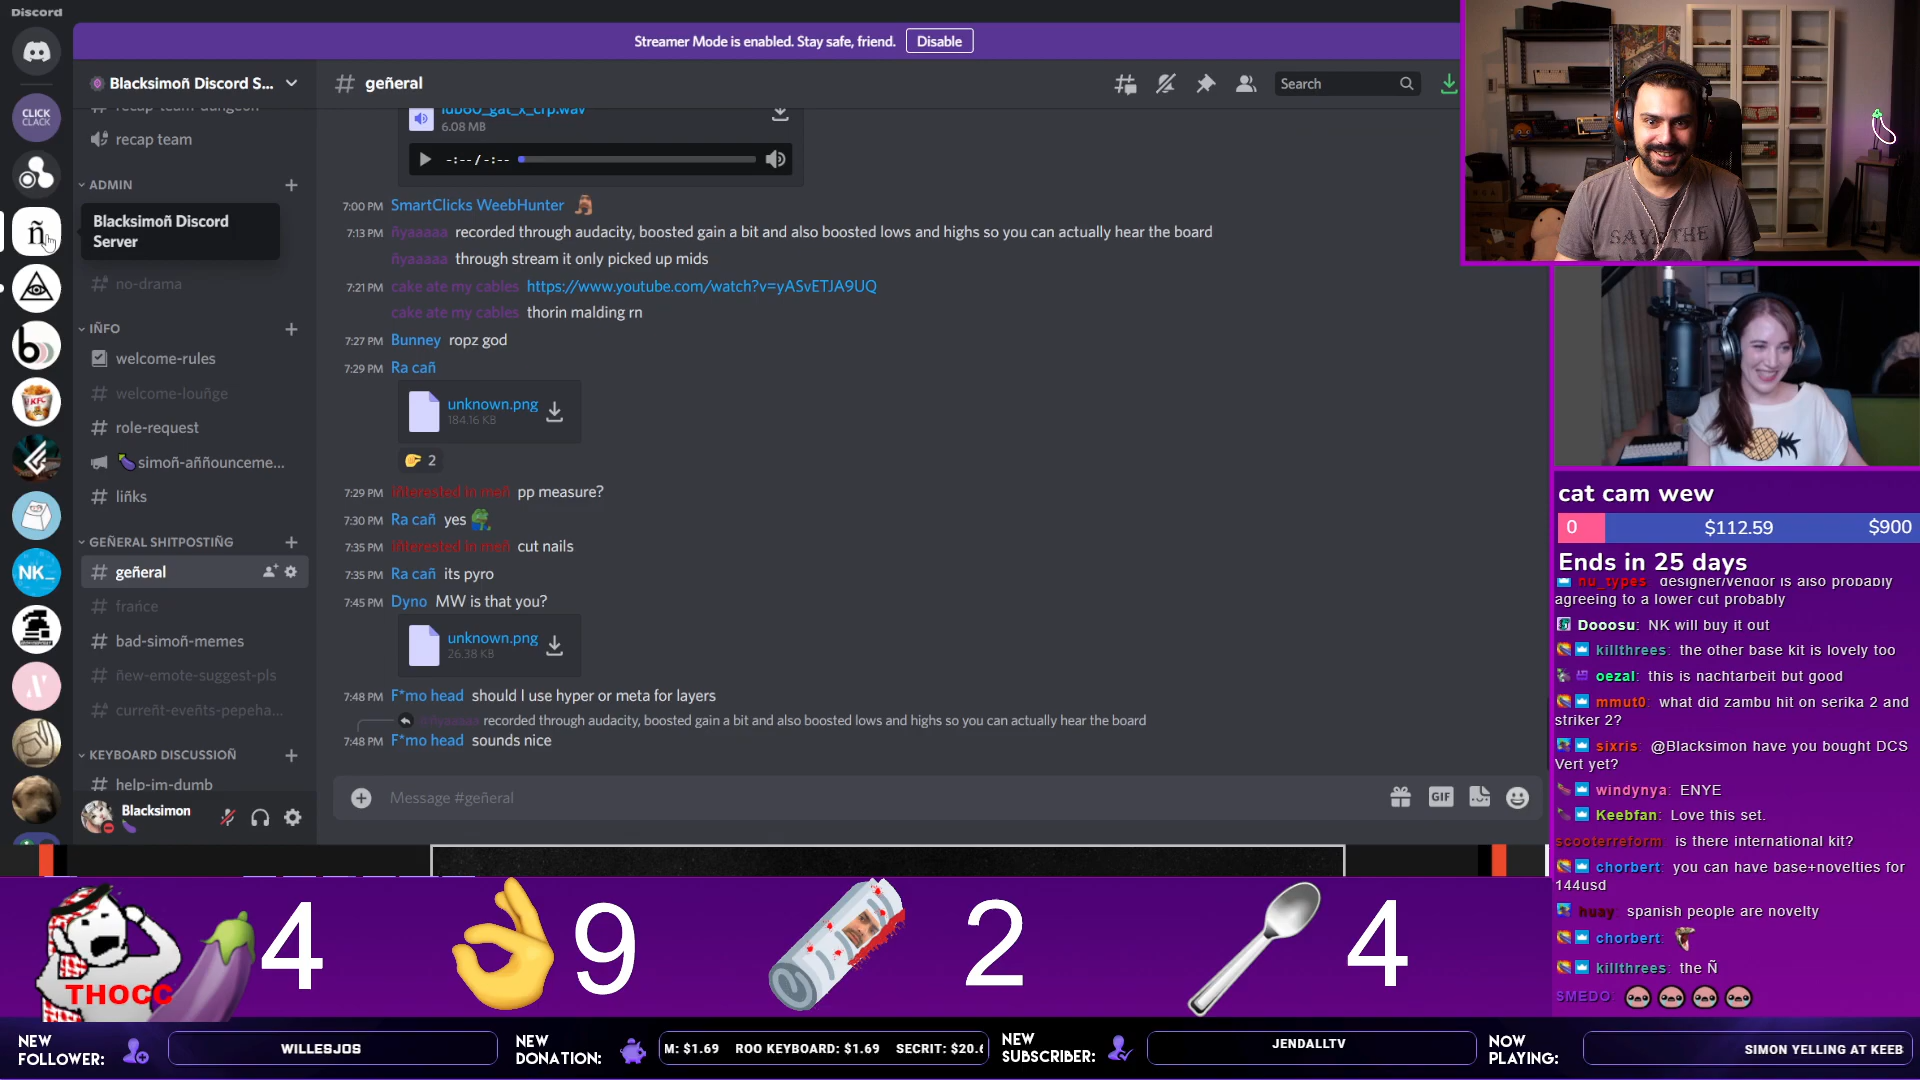 Discord
Streamer Mode is enabled. Stay safe, friend.
Disable
Blacksimoñ Discord S...
recap-team-dungeon
recap team
ADMIN
Blacksimoñ Discord
Server
no-drama
IÑFO
welcome-rules
welcome-louñge
role-request
simoñ-aññounceme...
liñks
GEÑERAL SHITPOSTIÑG
geñeral
frañce
bad-simoñ-memes
ñew-emote-suggest-pls
curreñt-eveñts-pepeha...
KEYBOARD DISCUSSIOÑ
help-im-dumb
Blacksimon
CLICK
CLACK
ñ
KFC
NK_
geñeral
Search
6.08 MB
-:-- / -:--
7:00 PM SmartClicks WeebHunter
7:13 PM ñyaaaaa recorded through audacity, boosted gain a bit and also boosted lows and highs so you can actually hear the board
ñyaaaaa through stream it only picked up mids
7:21 PM cake ate my cables https://www.youtube.com/watch?v=yASvETJA9UQ
cake ate my cables thorin malding rn
7:27 PM Bunney ropz god
7:29 PM Ra cañ
unknown.png
184.16 KB
2
7:29 PM iñterested in meñ pp measure?
7:30 PM Ra cañ yes
7:35 PM iñterested in meñ cut nails
7:35 PM Ra cañ its pyro
7:45 PM Dyno MW is that you?
unknown.png
26.38 KB
7:48 PM F*mo head should I use hyper or meta for layers
ñyaaaaa recorded through audacity, boosted gain a bit and also boosted lows and highs so you can actually hear the board
7:48 PM F*mo head sounds nice
Message #geñeral
GIF
SAVE THE
cat cam wew
0 $112.59 $900
Ends in 25 days
nu_types designer/vendor is also probably
agreeing to a lower cut probably
Dooosu: NK will buy it out
killthrees: the other base kit is lovely too
oezal: this is nachtarbeit but good
mmut0: what did zambu hit on serika 2 and
striker 2?
sixris: @Blacksimon have you bought DCS
Vert yet?
windynya: ENYE
Keebfan: Love this set.
scooterreform: is there international kit?
chorbert: you can have base+novelties for
144usd
huay: spanish people are novelty
chorbert:
killthrees: the Ñ
SMEDO:
THOCC
4
9
2
4
NEW
FOLLOWER:
WILLESJOS
NEW
DONATION:
M: $1.69 ROO KEYBOARD: $1.69 SECRIT: $20.6
NEW
SUBSCRIBER:
JENDALLTV
NOW
PLAYING:
SIMON YELLING AT KEEB